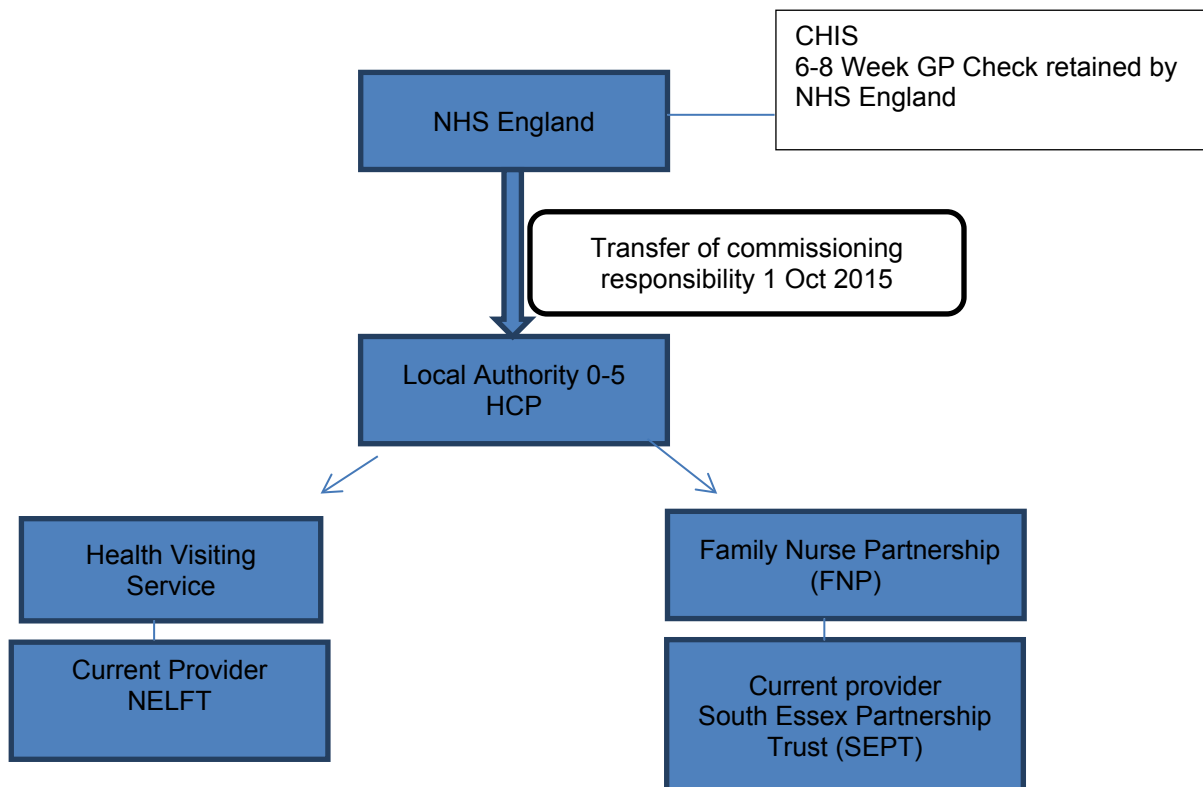 CHIS
6-8 Week GP Check retained by
NHS England
NHS England
Transfer of commissioning
responsibility 1 Oct 2015
Local Authority 0-5
HCP
Health Visiting
Service
Family Nurse Partnership
(FNP)
Current Provider
NELFT
Current provider
South Essex Partnership
Trust (SEPT)